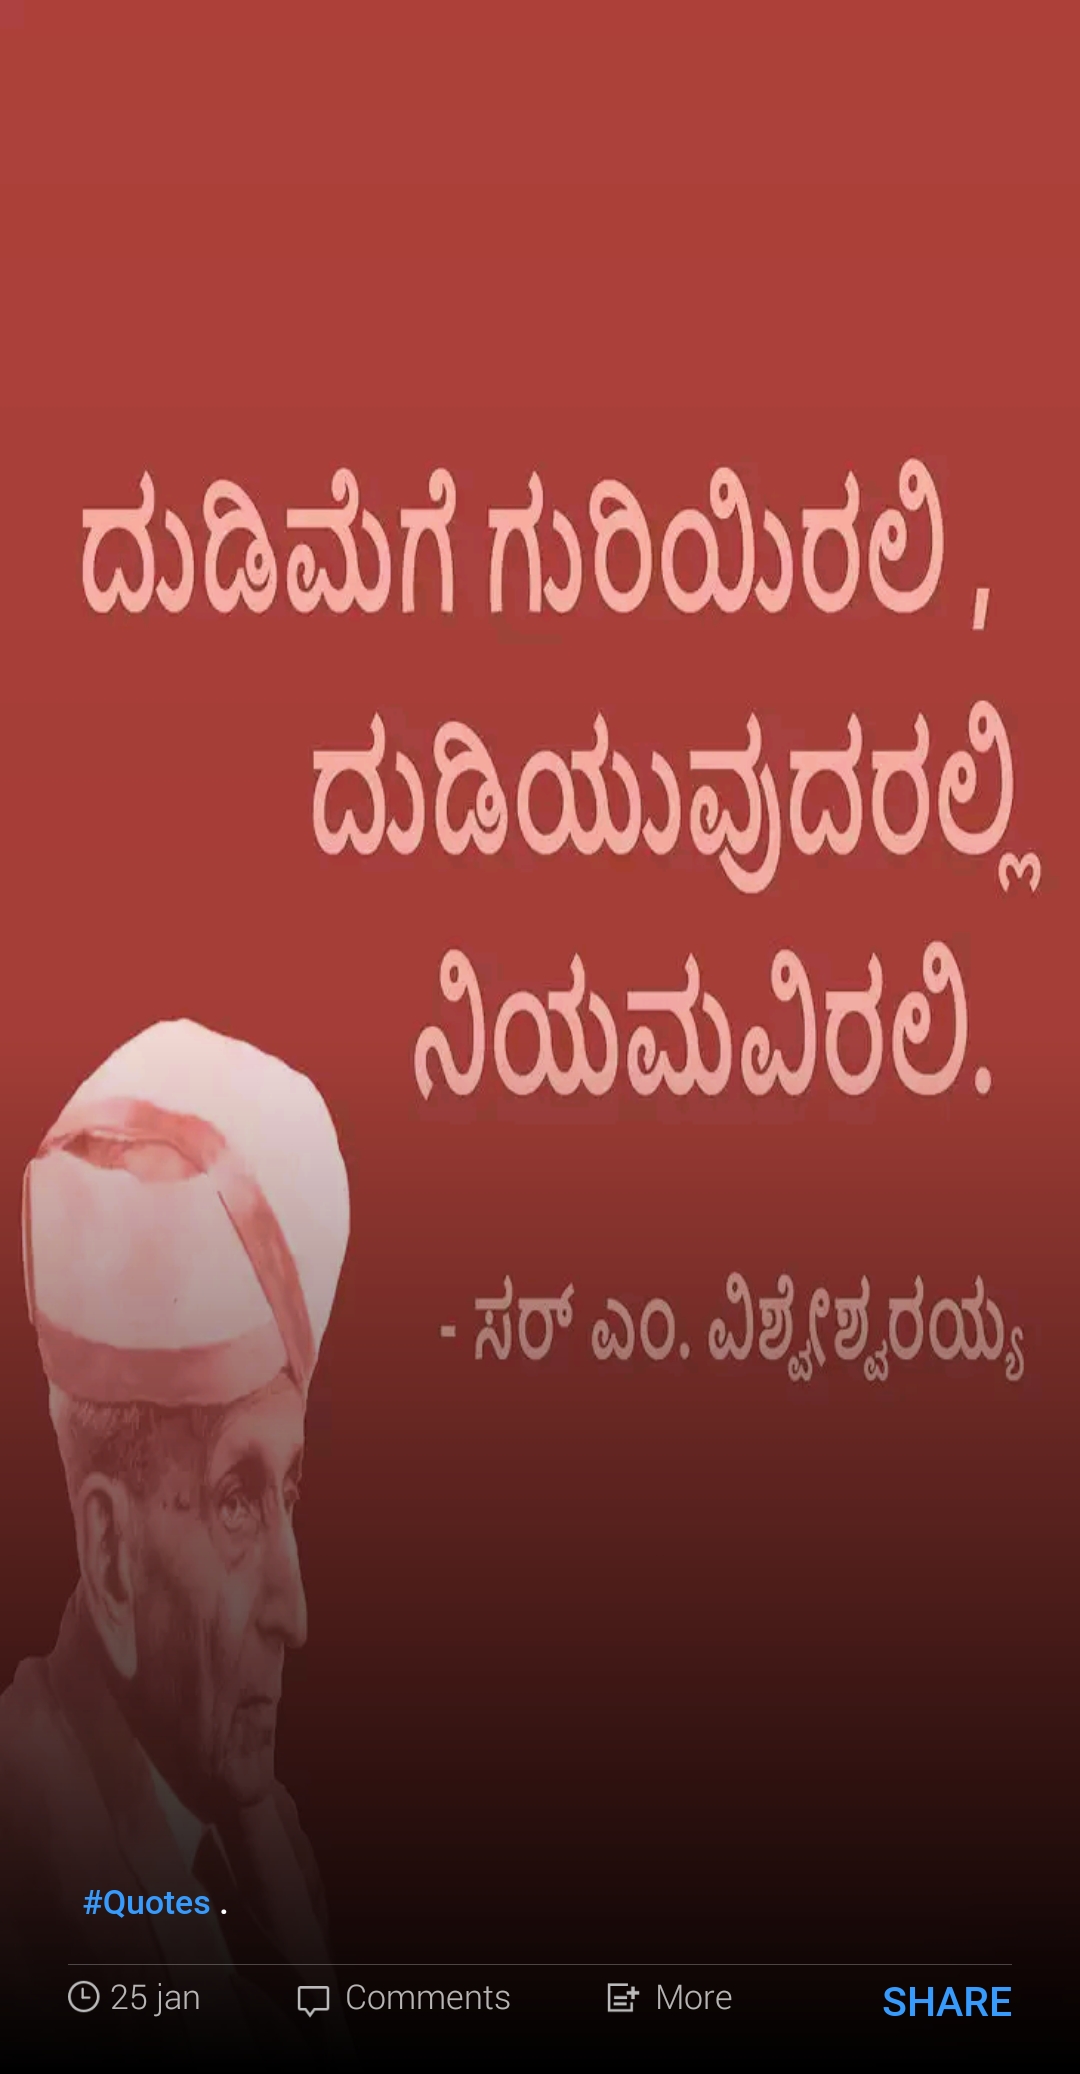 ದುಡಿಮೆಗೆ ಗುರಿಯಿರಲಿ ,
ದುಡಿಯುವುದರಲ್ಲಿ
ನಿಯಮವಿರಲಿ.
- ಸರ್ ಎಂ. ವಿಶ್ವೇಶ್ವರಯ್ಯ
#Quotes .
25 jan Comments More SHARE